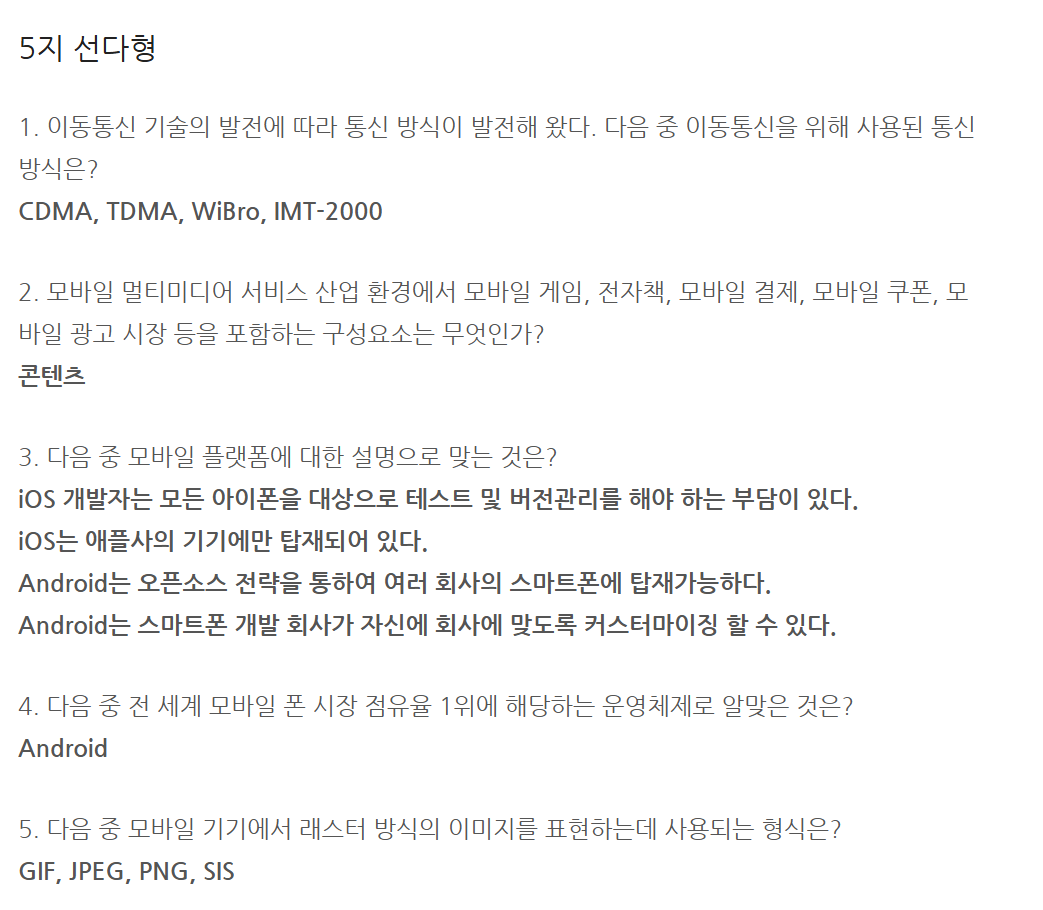 5지 선다형
1. 이동통신 기술의 발전에 따라 통신 방식이 발전해 왔다. 다음 중 이동통신을 위해 사용된 통신
방식은?
CDMA, TDMA, WiBro, IMT-2000
2. 모바일 멀티미디어 서비스 산업 환경에서 모바일 게임, 전자책, 모바일 결제, 모바일 쿠폰, 모
바일 광고 시장 등을 포함하는 구성요소는 무엇인가?
콘텐츠
3. 다음 중 모바일 플랫폼에 대한 설명으로 맞는 것은?
iOS 개발자는 모든 아이폰을 대상으로 테스트 및 버전관리를 해야 하는 부담이 있다.
iOS는 애플사의 기기에만 탑재되어 있다.
Android는 오픈소스 전략을 통하여 여러 회사의 스마트폰에 탑재가능하다.
Android는 스마트폰 개발 회사가 자신에 회사에 맞도록 커스터마이징 할 수 있다.
4. 다음 중 전 세계 모바일 폰 시장 점유율 1위에 해당하는 운영체제로 알맞은 것은?
Android
5. 다음 중 모바일 기기에서 래스터 방식의 이미지를 표현하는데 사용되는 형식은?
GIF, JPEG, PNG, SIS